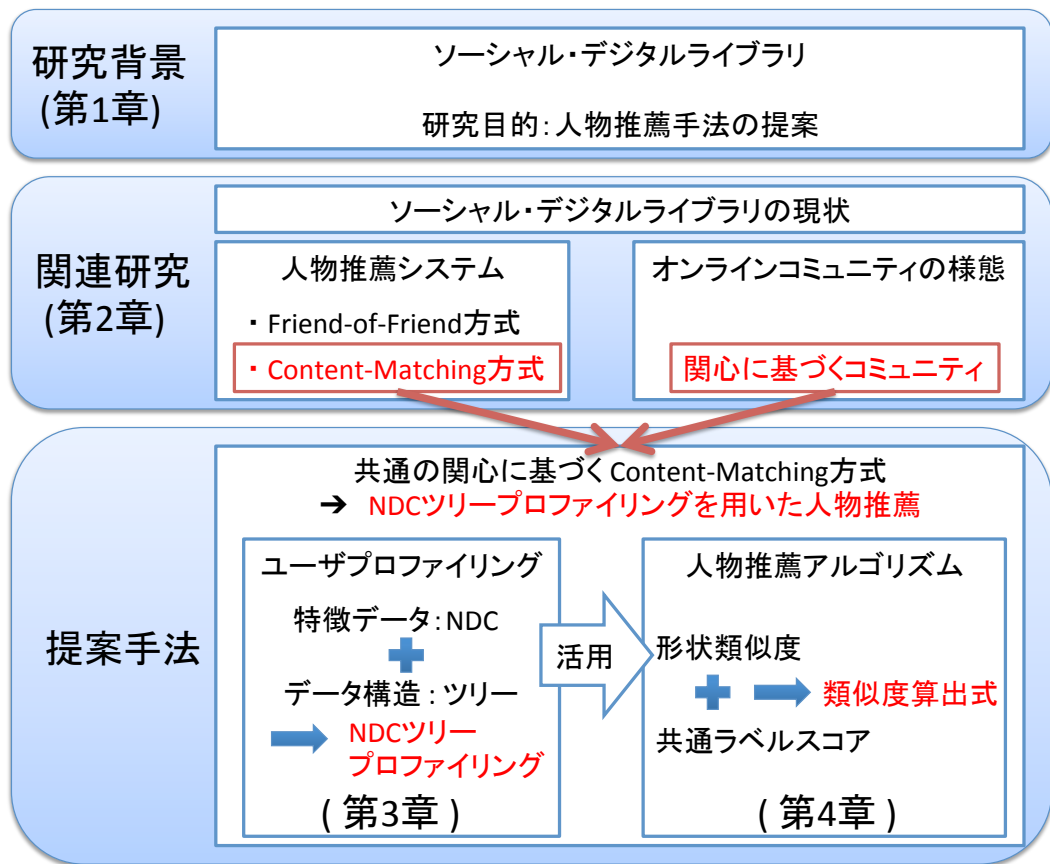 研究背景
(第1章)
ソーシャル・デジタルライブラリ
研究目的：人物推薦手法の提案
関連研究
(第2章)
ソーシャル・デジタルライブラリの現状
人物推薦システム
・Friend-of-Friend方式
・Content-Matching方式
オンラインコミュニティの様態
関心に基づくコミュニティ
提案手法
共通の関心に基づくContent-Matching方式
➔ NDCツリープロファイリングを用いた人物推薦
ユーザプロファイリング
特徴データ：NDC
データ構造：ツリー
NDCツリー
プロファイリング
(第3章)
活用
人物推薦アルゴリズム
形状類似度
類似度算出式
共通ラベルスコア
(第4章)